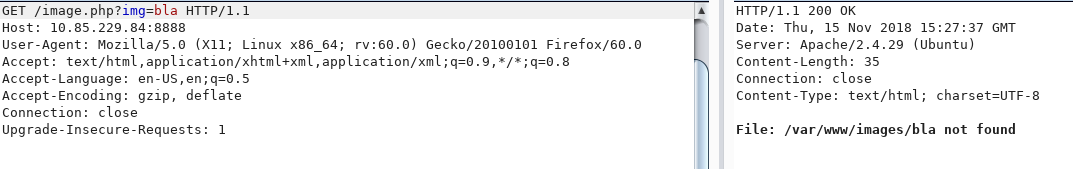 GET /image.php?img=bla HTTP/1.1
Host: 10.85.229.84:8888
User-Agent: Mozilla/5.0 (X11; Linux x86_64; rv:60.0) Gecko/20100101 Firefox/60.0
Accept: text/html,application/xhtml+xml,application/xml;q=0.9,*/*;q=0.8
Accept-Language: en-US,en;q=0.5
Accept-Encoding: gzip, deflate
Connection: close
Upgrade-Insecure-Requests: 1
HTTP/1.1 200 OK
Date: Thu, 15 Nov 2018 15:27:37 GMT
Server: Apache/2.4.29 (Ubuntu)
Content-Length: 35
Connection: close
Content-Type: text/html; charset=UTF-8
File: /var/www/images/bla not found